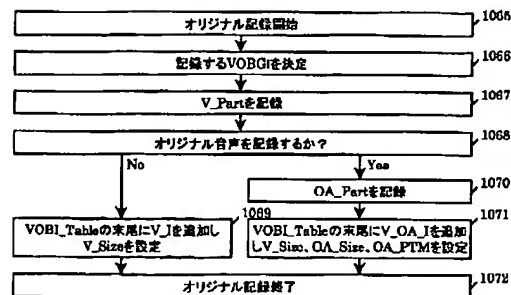 オリジナル記録開始
1065
記録するVOBGIを決定
1066
V_Partを記録
1067
オリジナル音声を記録するか?
1068
No
Yes
OA_Partを記録
1070
VOBI_Tableの末尾にV_Iを追加し
V_Sizeを設定
1069
VOBI_Tableの末尾にV_OA_Iを追加
しV_Size、OA_Size、OA_PTMを設定
1071
オリジナル記録終了
1072